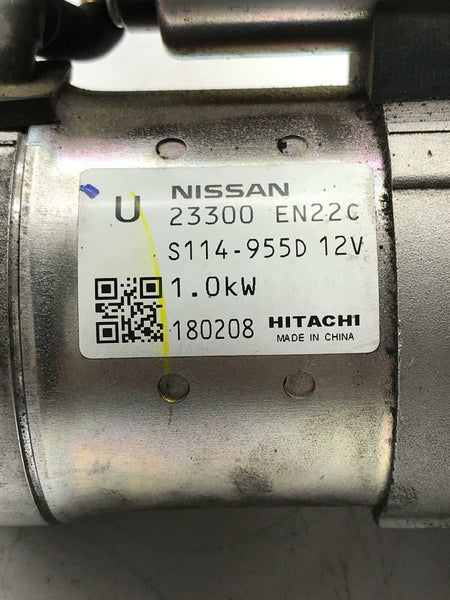 U NISSAN
23300 EN22C
S114-955D 12V
1.0kW
180208 HITACHI
MADE IN CHINA